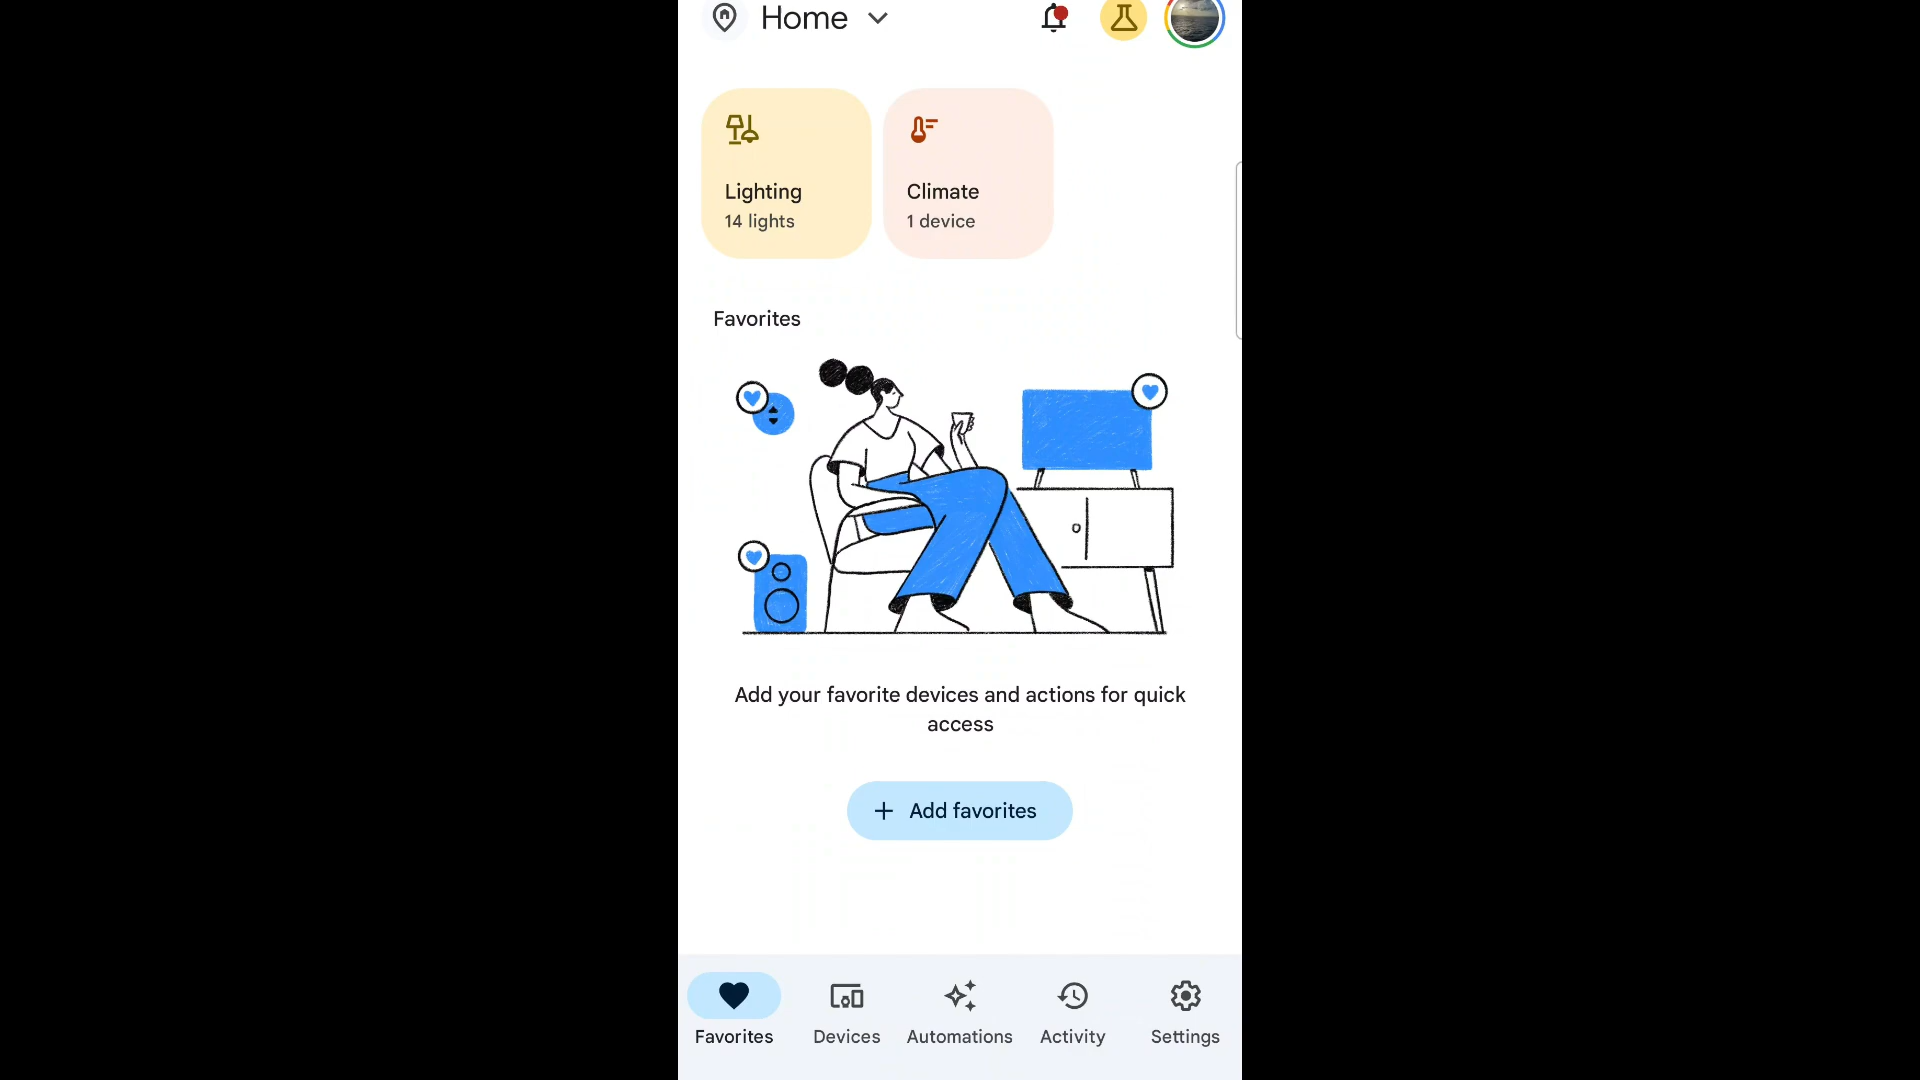 Home
Lighting
14 lights
Climate
1 device
Favorites
Add your favorite devices and actions for quick
access
Add favorites
Favorites
Devices
Automations
Activity
Settings